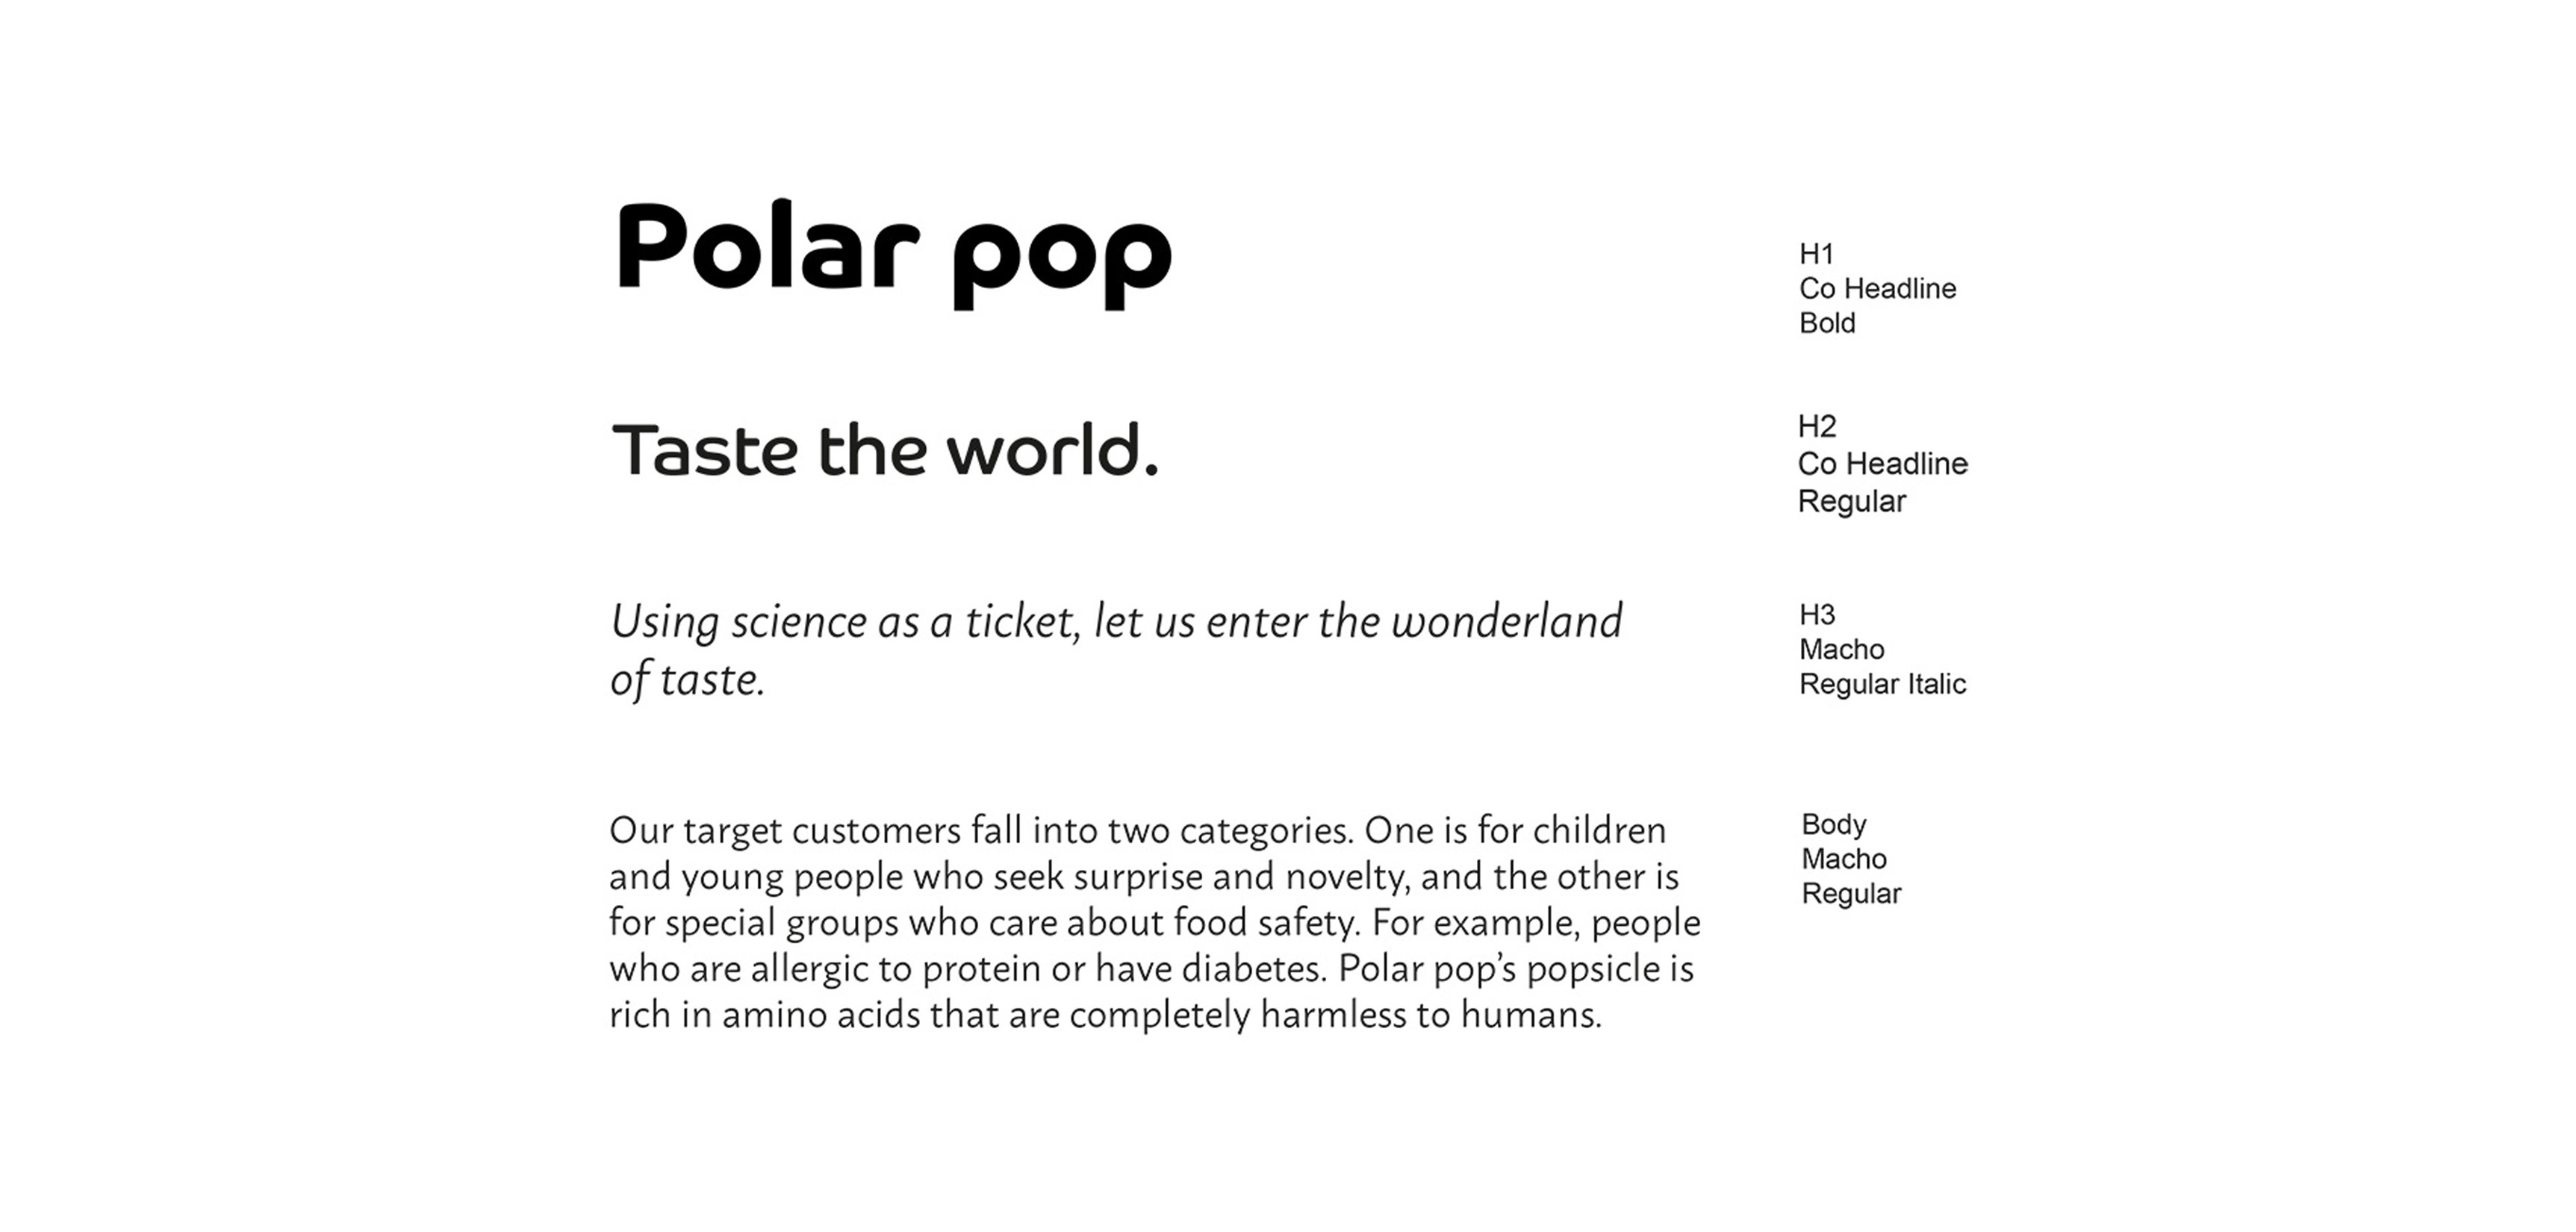 Polar pop
H1
Co Headline
Bold
Taste the world.
H2
Co Headline
Regular
Using science as a ticket, let us enter the wonderland
of taste.
H3
Macho
Regular Italic
Our target customers fall into two categories. One is for children
and young people who seek surprise and novelty, and the other is
for special groups who care about food safety. For example, people
who are allergic to protein or have diabetes. Polar pop’s popsicle is
rich in amino acids that are completely harmless to humans.
Body
Macho
Regular